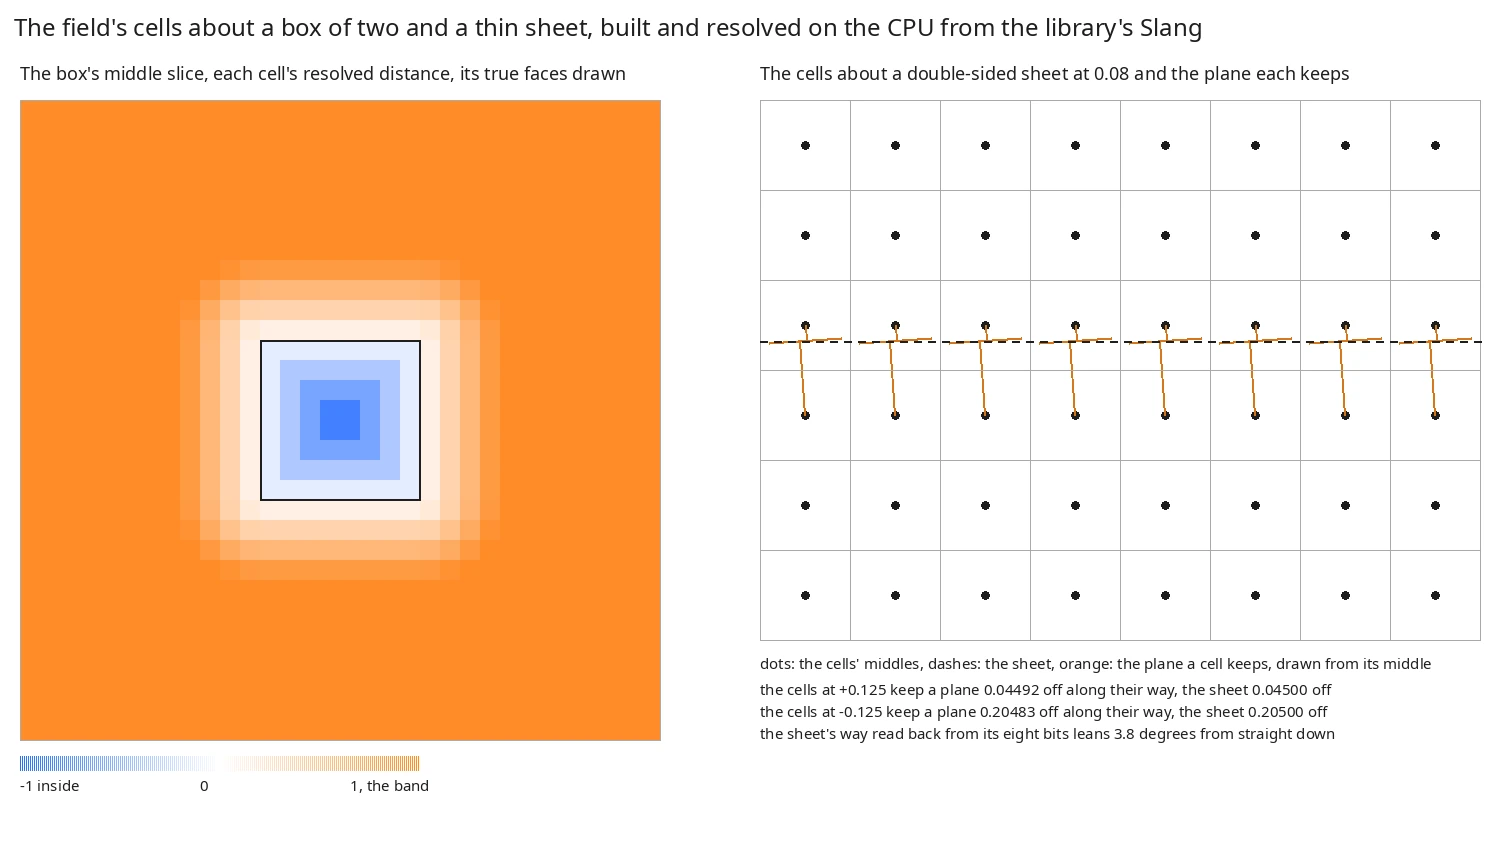 The field's cells about a box of two and a thin sheet, built and resolved on the CPU from the library's Slang
The box's middle slice, each cell's resolved distance, its true faces drawn
The cells about a double-sided sheet at 0.08 and the plane each keeps
dots: the cells' middles, dashes: the sheet, orange: the plane a cell keeps, drawn from its middle
the cells at +0.125 keep a plane 0.04492 off along their way, the sheet 0.04500 off
the cells at -0.125 keep a plane 0.20483 off along their way, the sheet 0.20500 off
the sheet's way read back from its eight bits leans 3.8 degrees from straight down
-1 inside 0 1, the band